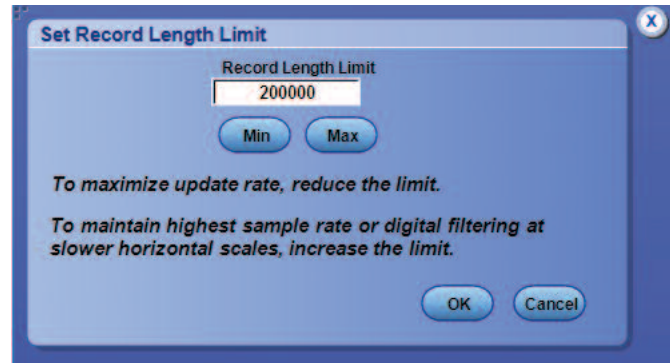 Set Record Length Limit
X
Record Length Limit
200000
Min Max
To maximize update rate, reduce the limit.
To maintain highest sample rate or digital filtering at
slower horizontal scales, increase the limit.
OK Cancel